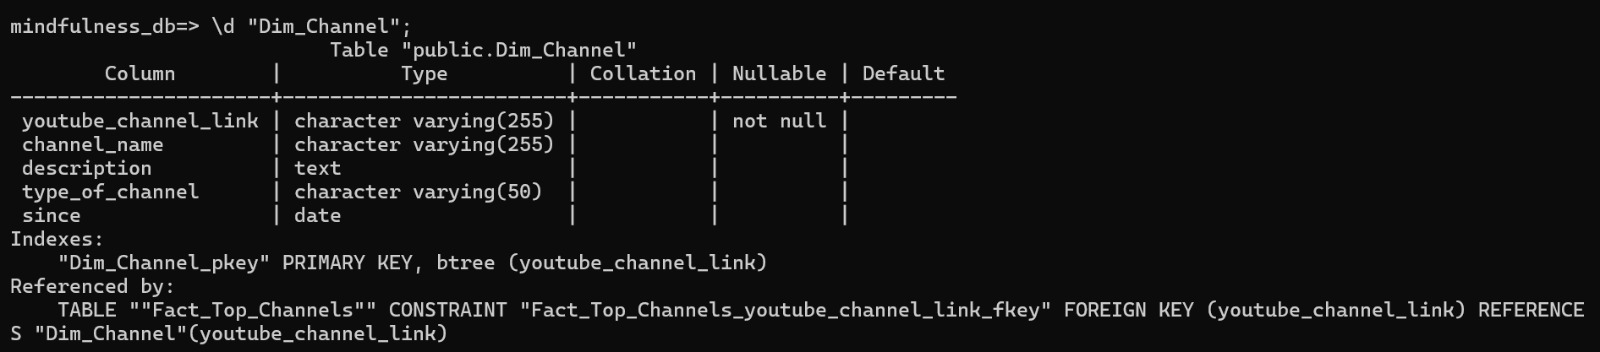 mindfulness_db=> \d "Dim_Channel";
                           Table "public.Dim_Channel"
        Column        |          Type          | Collation | Nullable | Default
----------------------+------------------------+-----------+----------+---------
 youtube_channel_link | character varying(255) |           | not null |
 channel_name         | character varying(255) |           |          |
 description          | text                   |           |          |
 type_of_channel      | character varying(50)  |           |          |
 since                | date                   |           |          |
Indexes:
    "Dim_Channel_pkey" PRIMARY KEY, btree (youtube_channel_link)
Referenced by:
    TABLE ""Fact_Top_Channels"" CONSTRAINT "Fact_Top_Channels_youtube_channel_link_fkey" FOREIGN KEY (youtube_channel_link) REFERENCE
S "Dim_Channel"(youtube_channel_link)